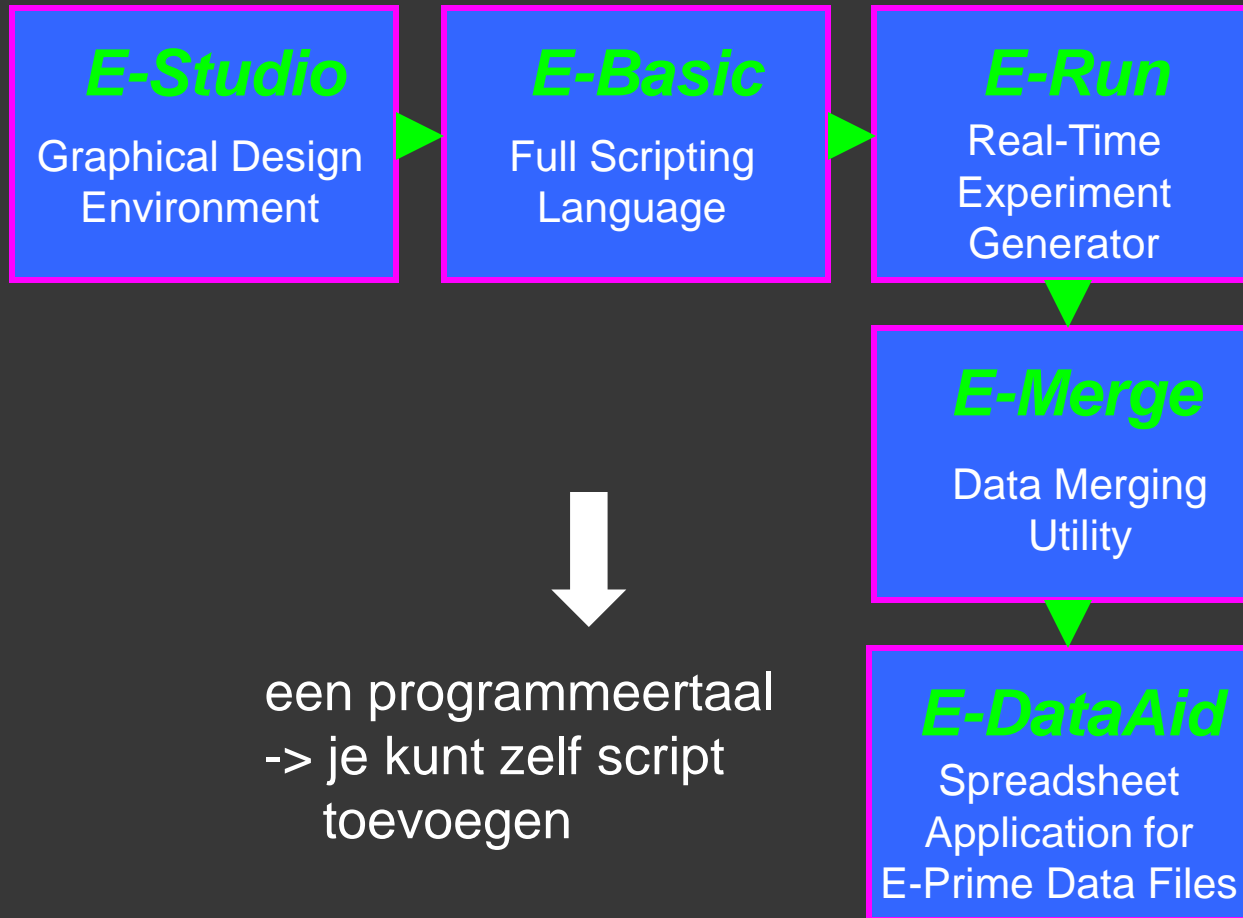 E-Studio
Graphical Design
Environment
E-Basic
Full Scripting
Language
E-Run
Real-Time
Experiment
Generator
E-Merge
Data Merging
Utility
een programmeertaal
-> je kunt zelf script
toevoegen
E-DataAid
Spreadsheet
Application for
E-Prime Data Files